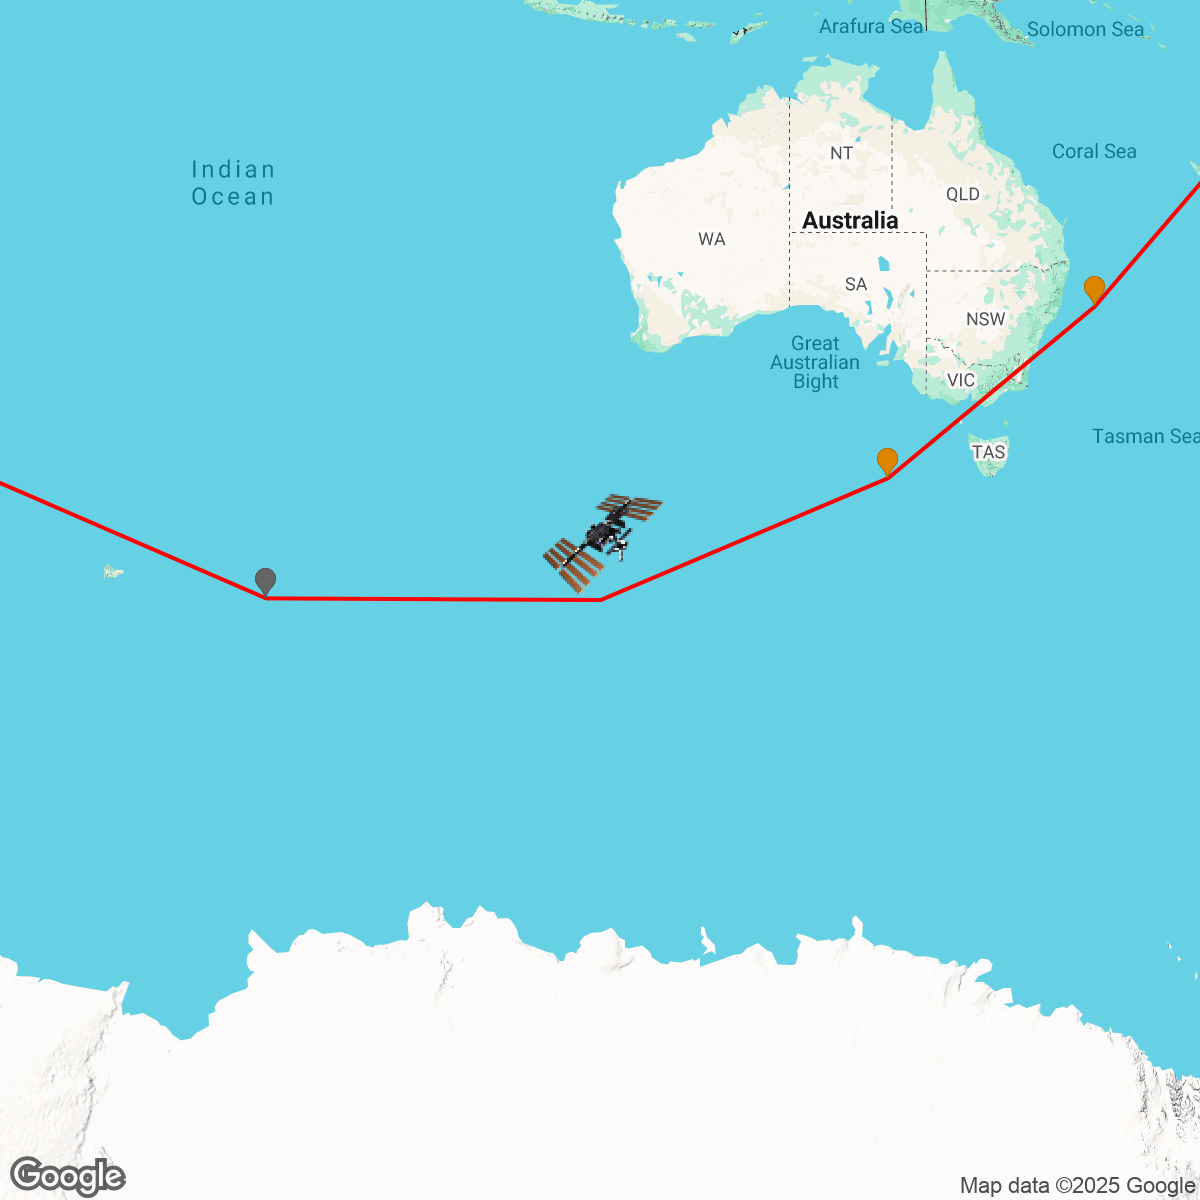 Arafura Sea
Solomon Sea
Coral Sea
Indian
Ocean
NT
QLD
Australia
WA
SA
NSW
Great
Australian
Bight
VIC
Tasman Sea
TAS
Google
Map data ©2025 Google